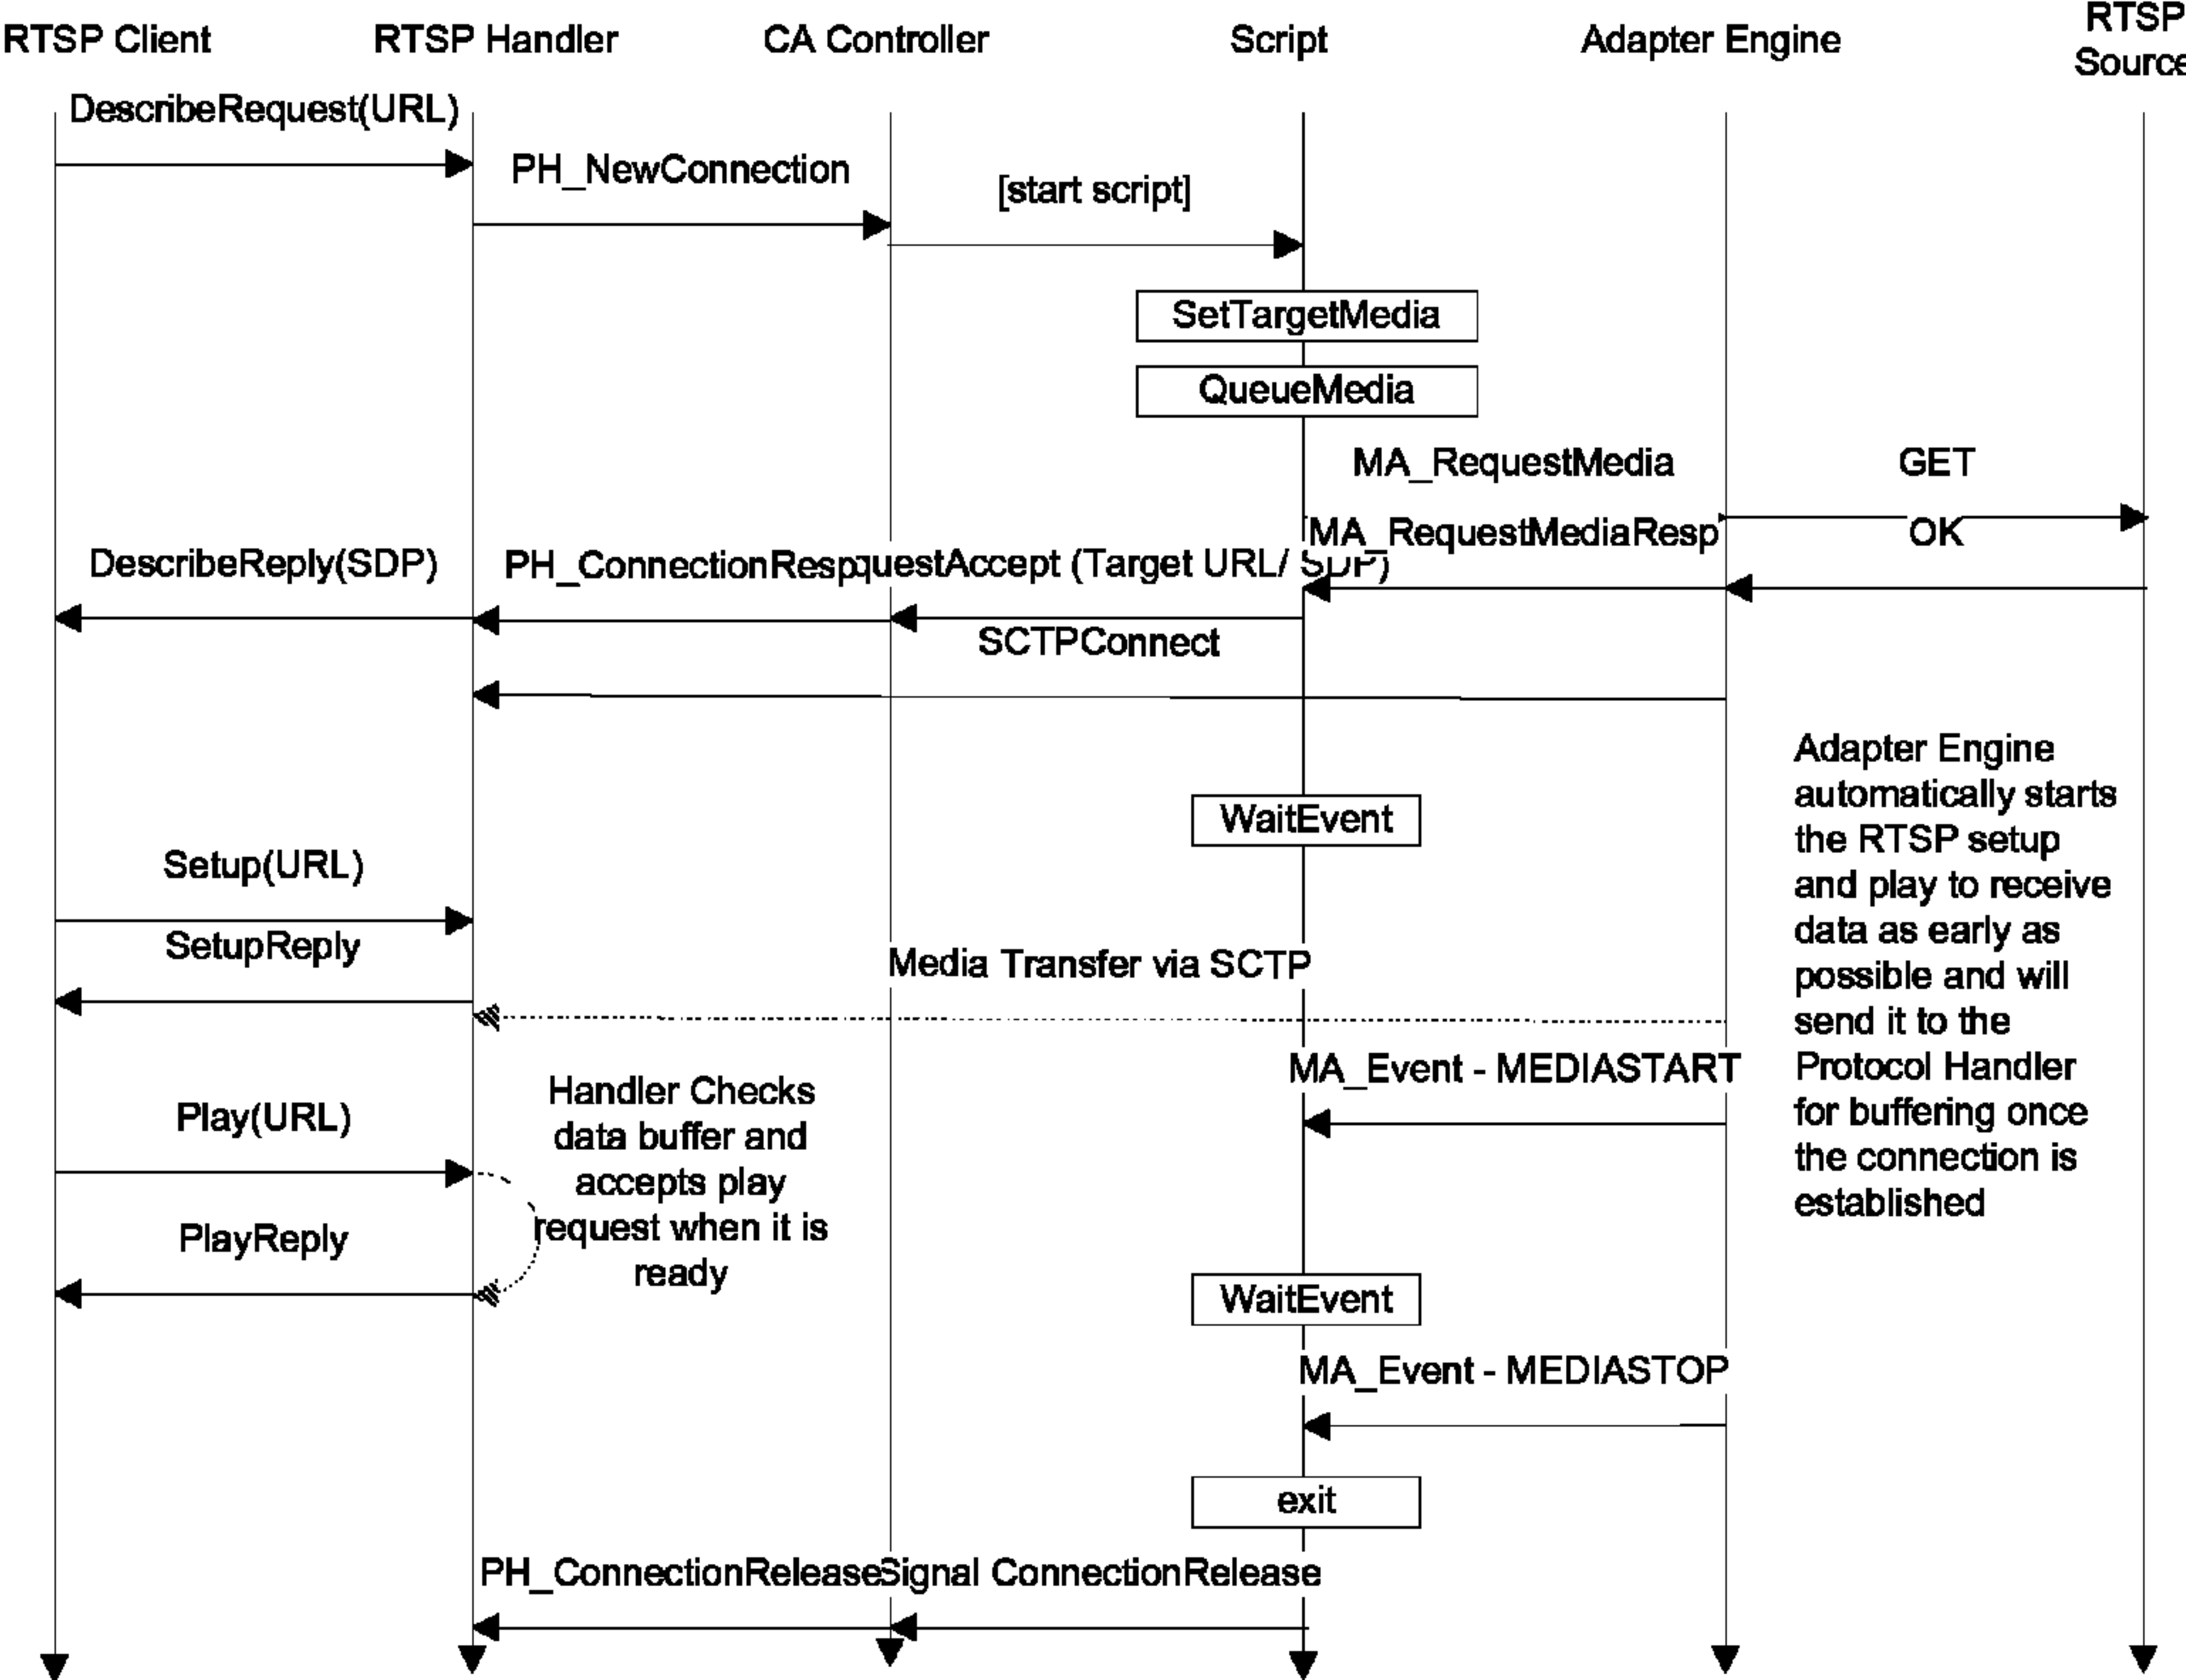 RTSP Client
RTSP Handler
CA Controller
Script
Adapter Engine
RTSP
Source
DescribeRequest(URL)
PH_NewConnection
[start script]
SetTargetMedia
QueueMedia
MA_RequestMedia
GET
MA_RequestMediaResp
OK
DescribeReply(SDP)
PH_ConnectionResp
questAccept (Target URL/ SDP)
SCTPConnect
Adapter Engine
automatically starts
the RTSP setup
and play to receive
data as early as
possible and will
send it to the
Protocol Handler
for buffering once
the connection is
established
WaitEvent
Setup(URL)
SetupReply
Media Transfer via SCTP
MA_Event - MEDIASTART
Handler Checks
data buffer and
accepts play
request when it is
ready
Play(URL)
PlayReply
WaitEvent
MA_Event - MEDIASTOP
exit
PH_ConnectionRelease
Signal ConnectionRelease